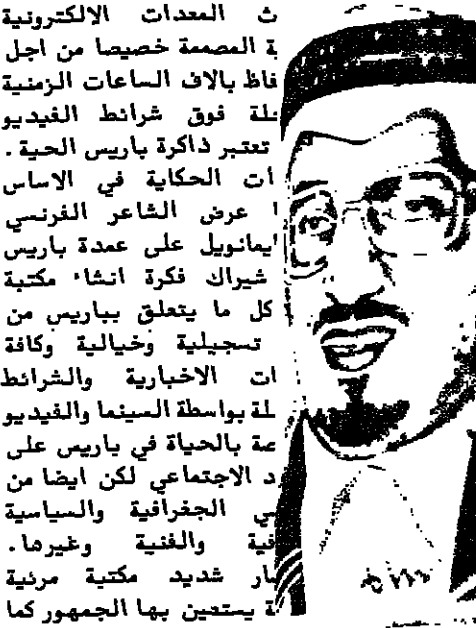 ث المعدات الالكترونية
ة المصممة خصيصا من اجل
فاظ بالاف الساعات الزمنية
جلة فوق شرائط الفيديو
تعتبر ذاكرة باريس الحية .
أت الحكاية في الاساس
ا عرض الشاعر الفرنسي
ايمانويل على عمدة باريس
شيراك فكرة انشاء مكتبة
كل ما يتعلق بباريس من
تسجيلية وخيالية وكافة
ات الاخبارية والشرائط
لة بواسطة السينما والفيديو
عة بالحياة في باريس على
د الاجتماعي لكن ايضا من
ي الجغرافية والسياسية
فية والفنية وغيرها .
ار شديد مكتبة مرئية
ة يستعين بها الجمهور كما